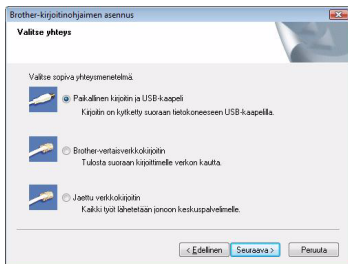 Brother-kirjoitinohjaimen asennus
Valitse yhteys
Valitse sopiva yhteysmenetelmä.
Paikallinen kirjoitin ja USB-kaapeli
Kirjoitin on kytketty suoraan tietokoneeseen USB-kaapelilla.
Brother-vertaisverkkokirjoitin
Tulosta suoraan kirjoittimelle verkon kautta.
Jaettu verkkokirjoitin
Kaikki työt lähetetään jonoon keskuspalvelimelle.
< Edellinen Seuraava > Peruuta